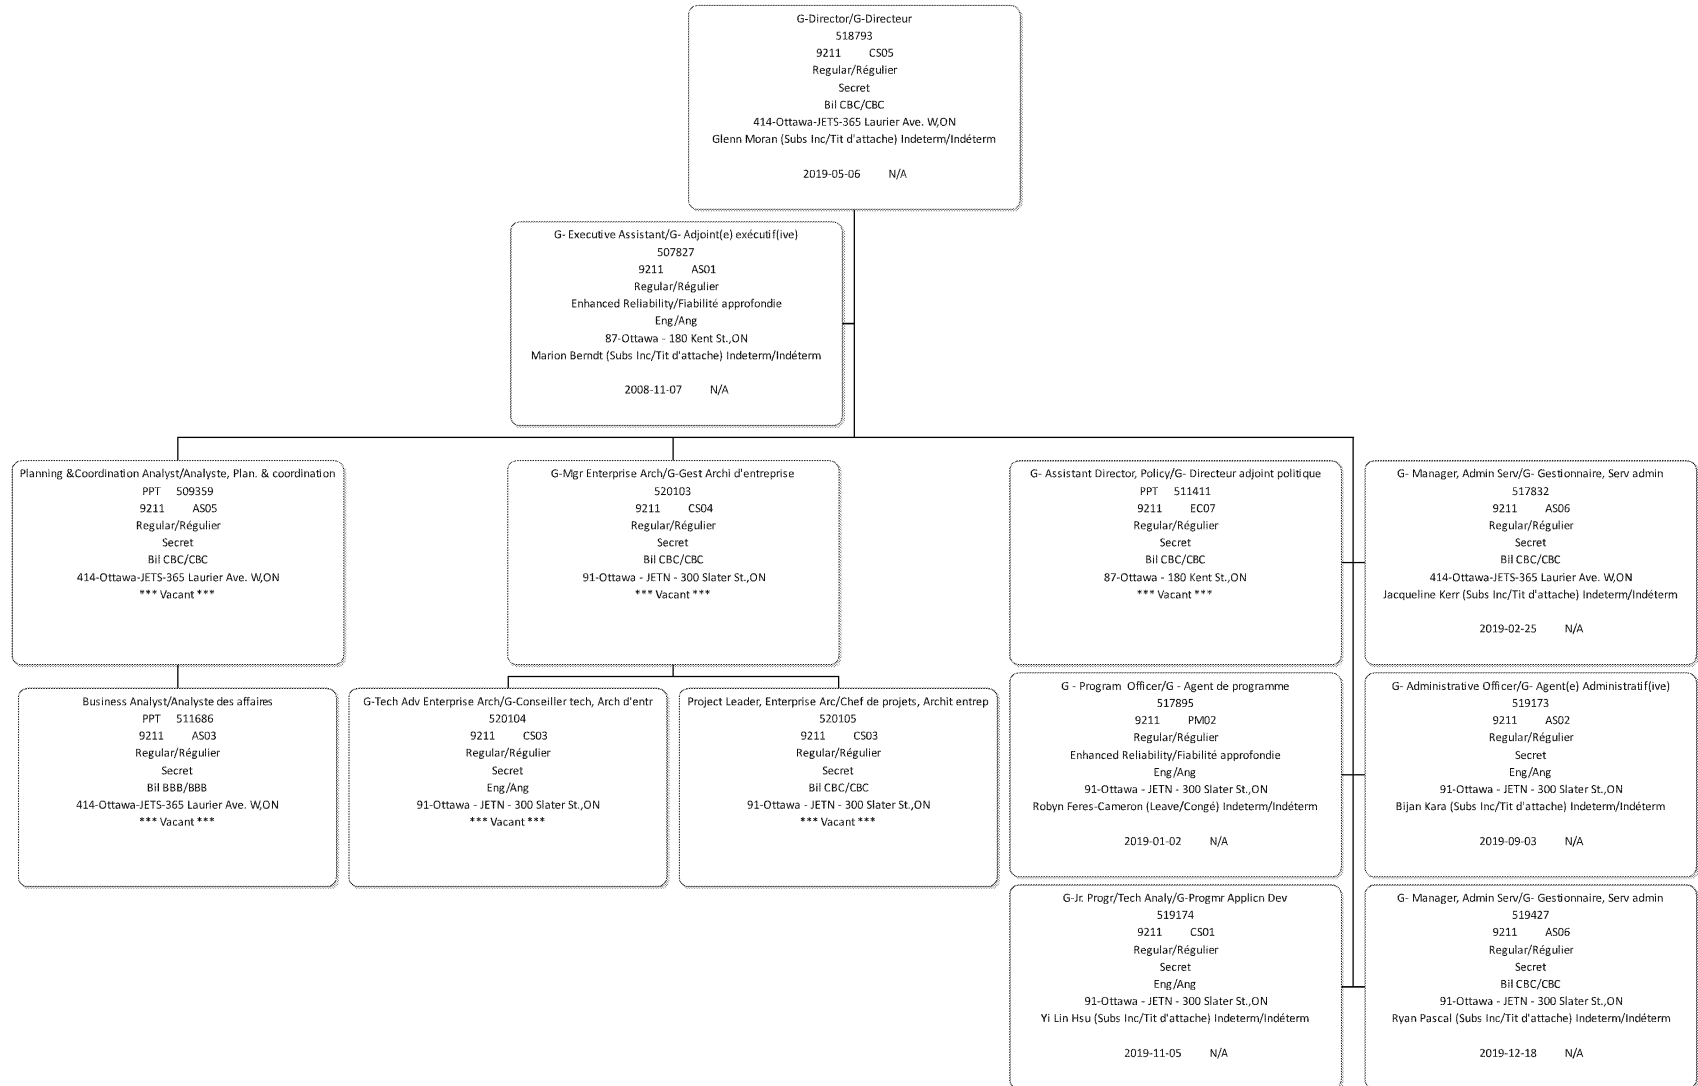 G-Director/G-Directeur
518793
9211 CS05
Regular/Régulier
Secret
Bil CBC/CBC
414-Ottawa-JETS-365 Laurier Ave. W,ON
Glenn Moran (Subs Inc/Tit d'attache) Indeterm/Indéterm
2019-05-06 N/A
G- Executive Assistant/G- Adjoint(e) exécutif(ive)
507827
9211 AS01
Regular/Régulier
Enhanced Reliability/Fiabilité approfondie
Eng/Ang
87-Ottawa - 180 Kent St.,ON
Marion Berndt (Subs Inc/Tit d'attache) Indeterm/Indéterm
2008-11-07 N/A
Planning &Coordination Analyst/Analyste, Plan. & coordination
PPT 509359
9211 AS05
Regular/Régulier
Secret
Bil CBC/CBC
414-Ottawa-JETS-365 Laurier Ave. W,ON
*** Vacant ***
G-Mgr Enterprise Arch/G-Gest Archi d'entreprise
520103
9211 CS04
Regular/Régulier
Secret
Bil CBC/CBC
91-Ottawa - JETN - 300 Slater St.,ON
*** Vacant ***
G- Assistant Director, Policy/G- Directeur adjoint politique
PPT 511411
9211 EC07
Regular/Régulier
Secret
Bil CBC/CBC
87-Ottawa - 180 Kent St.,ON
*** Vacant ***
G- Manager, Admin Serv/G- Gestionnaire, Serv admin
517832
9211 AS06
Regular/Régulier
Secret
Bil CBC/CBC
414-Ottawa-JETS-365 Laurier Ave. W,ON
Jacqueline Kerr (Subs Inc/Tit d'attache) Indeterm/Indéterm
2019-02-25 N/A
Business Analyst/Analyste des affaires
PPT 511686
9211 AS03
Regular/Régulier
Secret
Bil BBB/BBB
414-Ottawa-JETS-365 Laurier Ave. W,ON
*** Vacant ***
G-Tech Adv Enterprise Arch/G-Conseiller tech, Arch d'entr
520104
9211 CS03
Regular/Régulier
Secret
Eng/Ang
91-Ottawa - JETN - 300 Slater St.,ON
*** Vacant ***
Project Leader, Enterprise Arc/Chef de projets, Archit entrep
520105
9211 CS03
Regular/Régulier
Secret
Bil CBC/CBC
91-Ottawa - JETN - 300 Slater St.,ON
*** Vacant ***
G - Program Officer/G - Agent de programme
517895
9211 PM02
Regular/Régulier
Enhanced Reliability/Fiabilité approfondie
Eng/Ang
91-Ottawa - JETN - 300 Slater St.,ON
Robyn Feres-Cameron (Leave/Congé) Indeterm/Indéterm
2019-01-02 N/A
G- Administrative Officer/G- Agent(e) Administratif(ive)
519173
9211 AS02
Regular/Régulier
Secret
Eng/Ang
91-Ottawa - JETN - 300 Slater St.,ON
Bijan Kara (Subs Inc/Tit d'attache) Indeterm/Indéterm
2019-09-03 N/A
G-Jr. Progr/Tech Analy/G-Progmr Applicn Dev
519174
9211 CS01
Regular/Régulier
Secret
Eng/Ang
91-Ottawa - JETN - 300 Slater St.,ON
Yi Lin Hsu (Subs Inc/Tit d'attache) Indeterm/Indéterm
2019-11-05 N/A
G- Manager, Admin Serv/G- Gestionnaire, Serv admin
519427
9211 AS06
Regular/Régulier
Secret
Bil CBC/CBC
91-Ottawa - JETN - 300 Slater St.,ON
Ryan Pascal (Subs Inc/Tit d'attache) Indeterm/Indéterm
2019-12-18 N/A